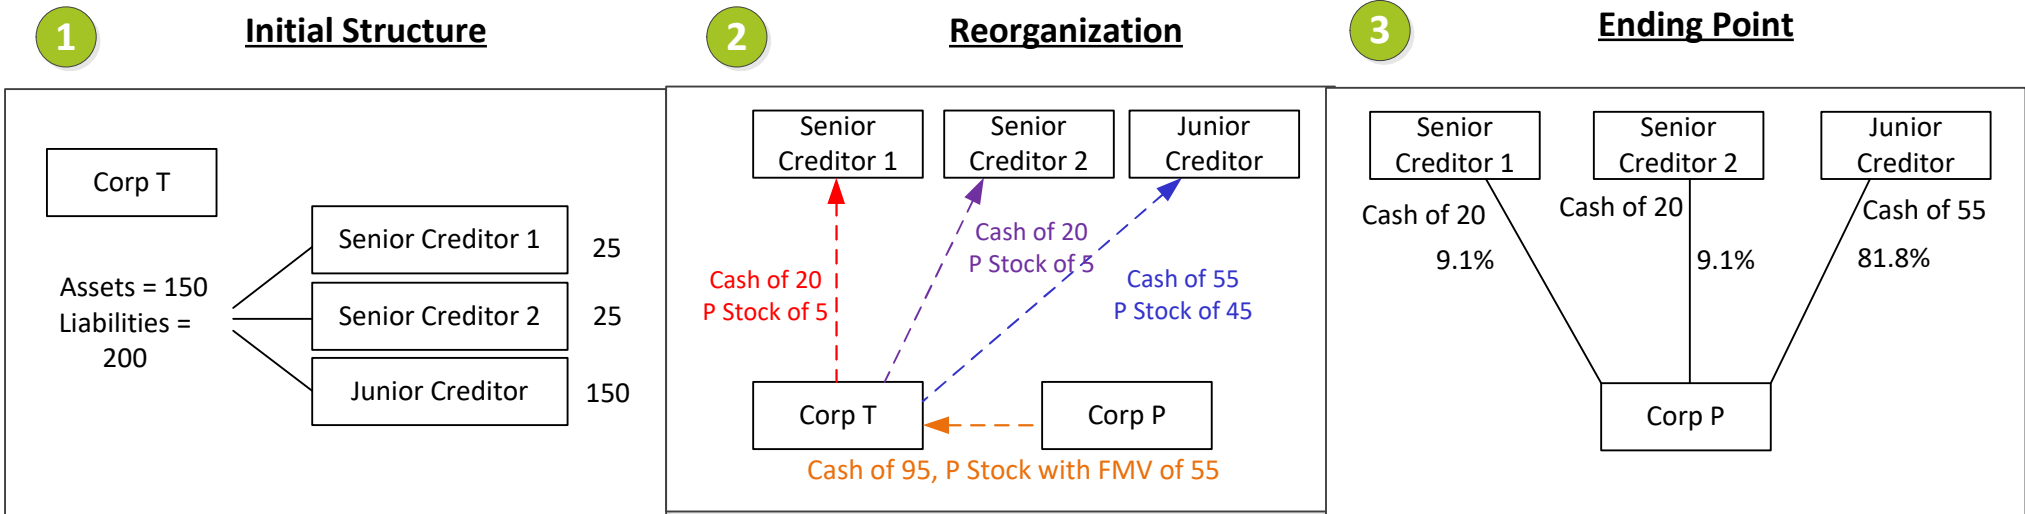 1
Initial Structure
Corp T
Assets = 150
Liabilities =
200
Senior Creditor 1
25
Senior Creditor 2
25
Junior Creditor
150
2
Reorganization
Senior
Creditor 1
Senior
Creditor 2
Junior
Creditor
Cash of 20
P Stock of 5
Cash of 20
P Stock of 5
Cash of 55
P Stock of 45
Corp T
Corp P
Cash of 95, P Stock with FMV of 55
3
Ending Point
Senior
Creditor 1
Senior
Creditor 2
Junior
Creditor
Cash of 20
9.1%
Cash of 20
9.1%
Cash of 55
81.8%
Corp P